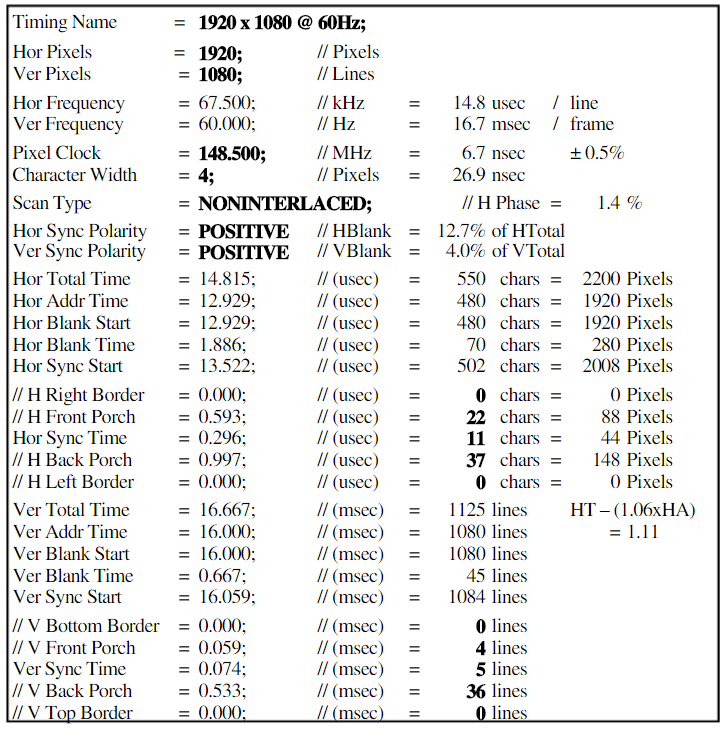 Timing Name = 1920 x 1080 @ 60Hz;
Hor Pixels = 1920; // Pixels
Ver Pixels = 1080; // Lines
Hor Frequency = 67.500; // kHz = 14.8 usec / line
Ver Frequency = 60.000; // Hz = 16.7 msec / frame
Pixel Clock = 148.500; // MHz = 6.7 nsec ± 0.5%
Character Width = 4; // Pixels = 26.9 nsec
Scan Type = NONINTERLACED; // H Phase = 1.4 %
Hor Sync Polarity = POSITIVE // HBlank = 12.7% of HTotal
Ver Sync Polarity = POSITIVE // VBlank = 4.0% of VTotal
Hor Total Time = 14.815; // (usec) = 550 chars = 2200 Pixels
Hor Addr Time = 12.929; // (usec) = 480 chars = 1920 Pixels
Hor Blank Start = 12.929; // (usec) = 480 chars = 1920 Pixels
Hor Blank Time = 1.886; // (usec) = 70 chars = 280 Pixels
Hor Sync Start = 13.522; // (usec) = 502 chars = 2008 Pixels
// H Right Border = 0.000; // (usec) = 0 chars = 0 Pixels
// H Front Porch = 0.593; // (usec) = 22 chars = 88 Pixels
Hor Sync Time = 0.296; // (usec) = 11 chars = 44 Pixels
// H Back Porch = 0.997; // (usec) = 37 chars = 148 Pixels
// H Left Border = 0.000; // (usec) = 0 chars = 0 Pixels
Ver Total Time = 16.667; // (msec) = 1125 lines HT – (1.06xHA)
Ver Addr Time = 16.000; // (msec) = 1080 lines = 1.11
Ver Blank Start = 16.000; // (msec) = 1080 lines
Ver Blank Time = 0.667; // (msec) = 45 lines
Ver Sync Start = 16.059; // (msec) = 1084 lines
// V Bottom Border = 0.000; // (msec) = 0 lines
// V Front Porch = 0.059; // (msec) = 4 lines
Ver Sync Time = 0.074; // (msec) = 5 lines
// V Back Porch = 0.533; // (msec) = 36 lines
// V Top Border = 0.000; // (msec) = 0 lines